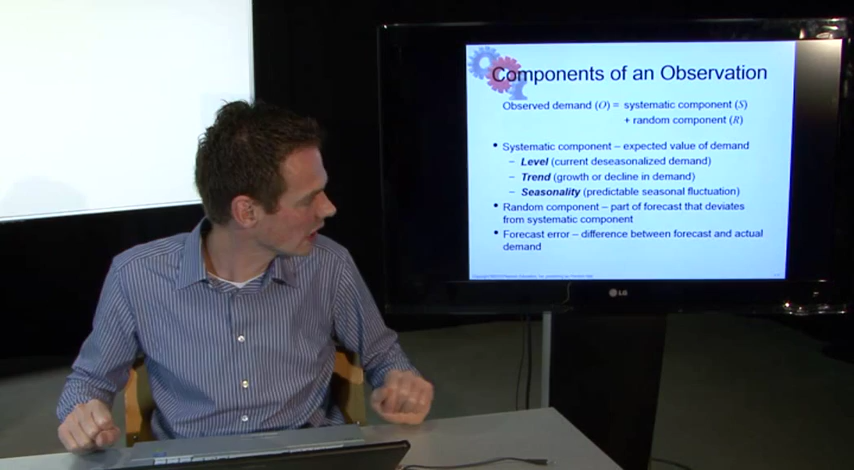 Components of an Observation
Observed demand (O) = systematic component (S)
+ random component (R)
• Systematic component – expected value of demand
– Level (current deseasonalized demand)
– Trend (growth or decline in demand)
– Seasonality (predictable seasonal fluctuation)
• Random component – part of forecast that deviates
from systematic component
• Forecast error – difference between forecast and actual
demand
LG